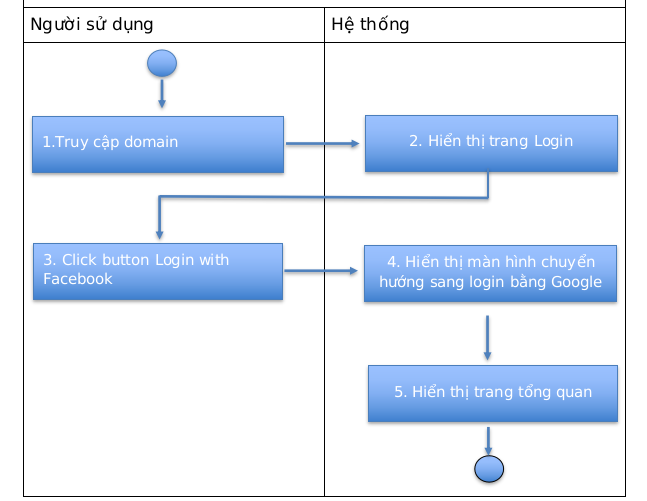 Người sử dụng
Hệ thống
1.Truy cập domain
2. Hiển thị trang Login
3. Click button Login with
Facebook
4. Hiển thị màn hình chuyển
hướng sang login bằng Google
5. Hiển thị trang tổng quan